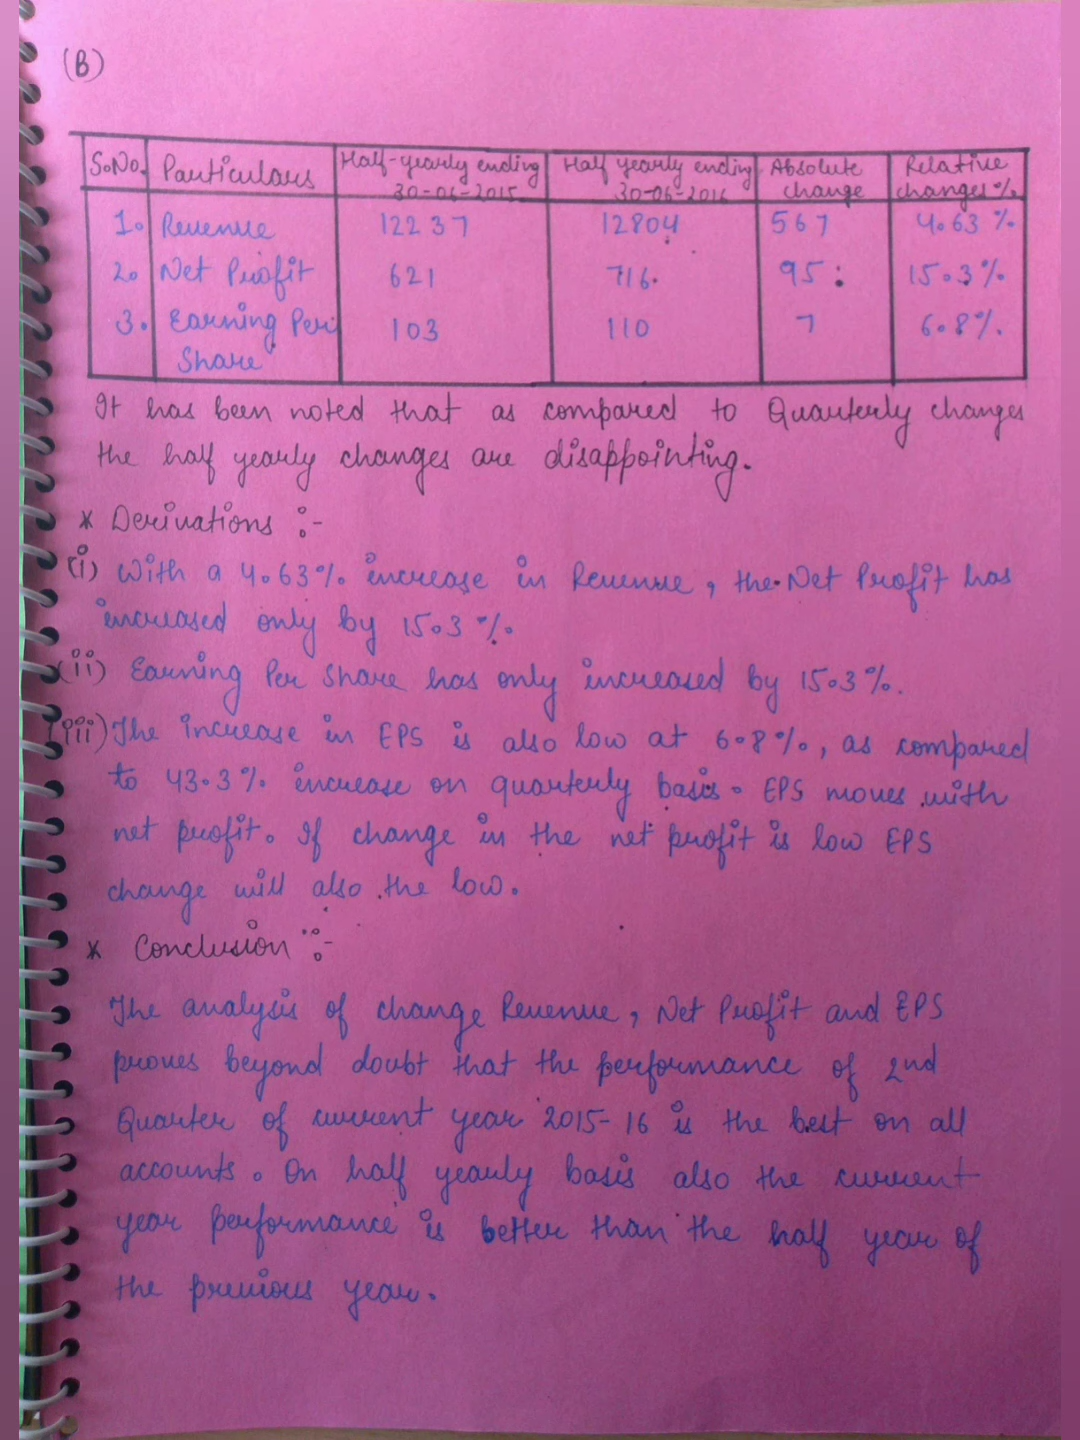 (B)
S.No. Particulars Half-yearly ending 30-06-2015 Half yearly ending 30-06-2016 Absolute change Relative changes %
1. Revenue 12237 12804 567 4.63 %
2. Net Profit 621 716 95 15.3 %
3. Earning Per Share 103 110 7 6.8 %.
It has been noted that as compared to Quarterly changes
the half yearly changes are disappointing.
* Derivations :-
(i) With a 4.63 % increase in Revenue, the Net Profit has
increased only by 15.3 %.
(ii) Earning Per Share has only increased by 15.3 %.
(iii) The increase in EPS is also low at 6.8 %, as compared
to 43.3 % increase on quarterly basis. EPS moves with
net profit. If change in the net profit is low EPS
change will also the low.
* Conclusion :-
The analysis of change Revenue, Net Profit and EPS
proves beyond doubt that the performance of 2nd
Quarter of current year 2015-16 is the best on all
accounts. On half yearly basis also the current
year performance is better than the half year of
the previous year.